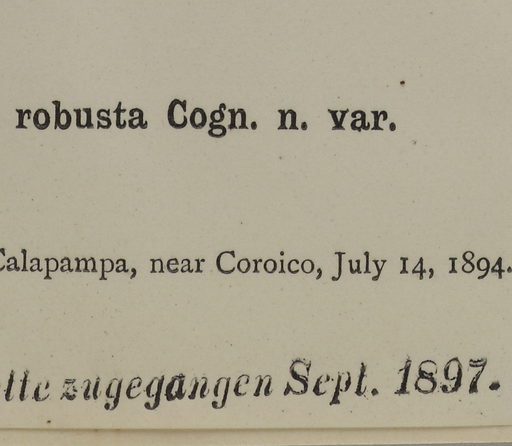 robusta Cogn. n. var.
Calapampa, near Coroico, July 14, 1894.
zugegangen Sept. 1897.